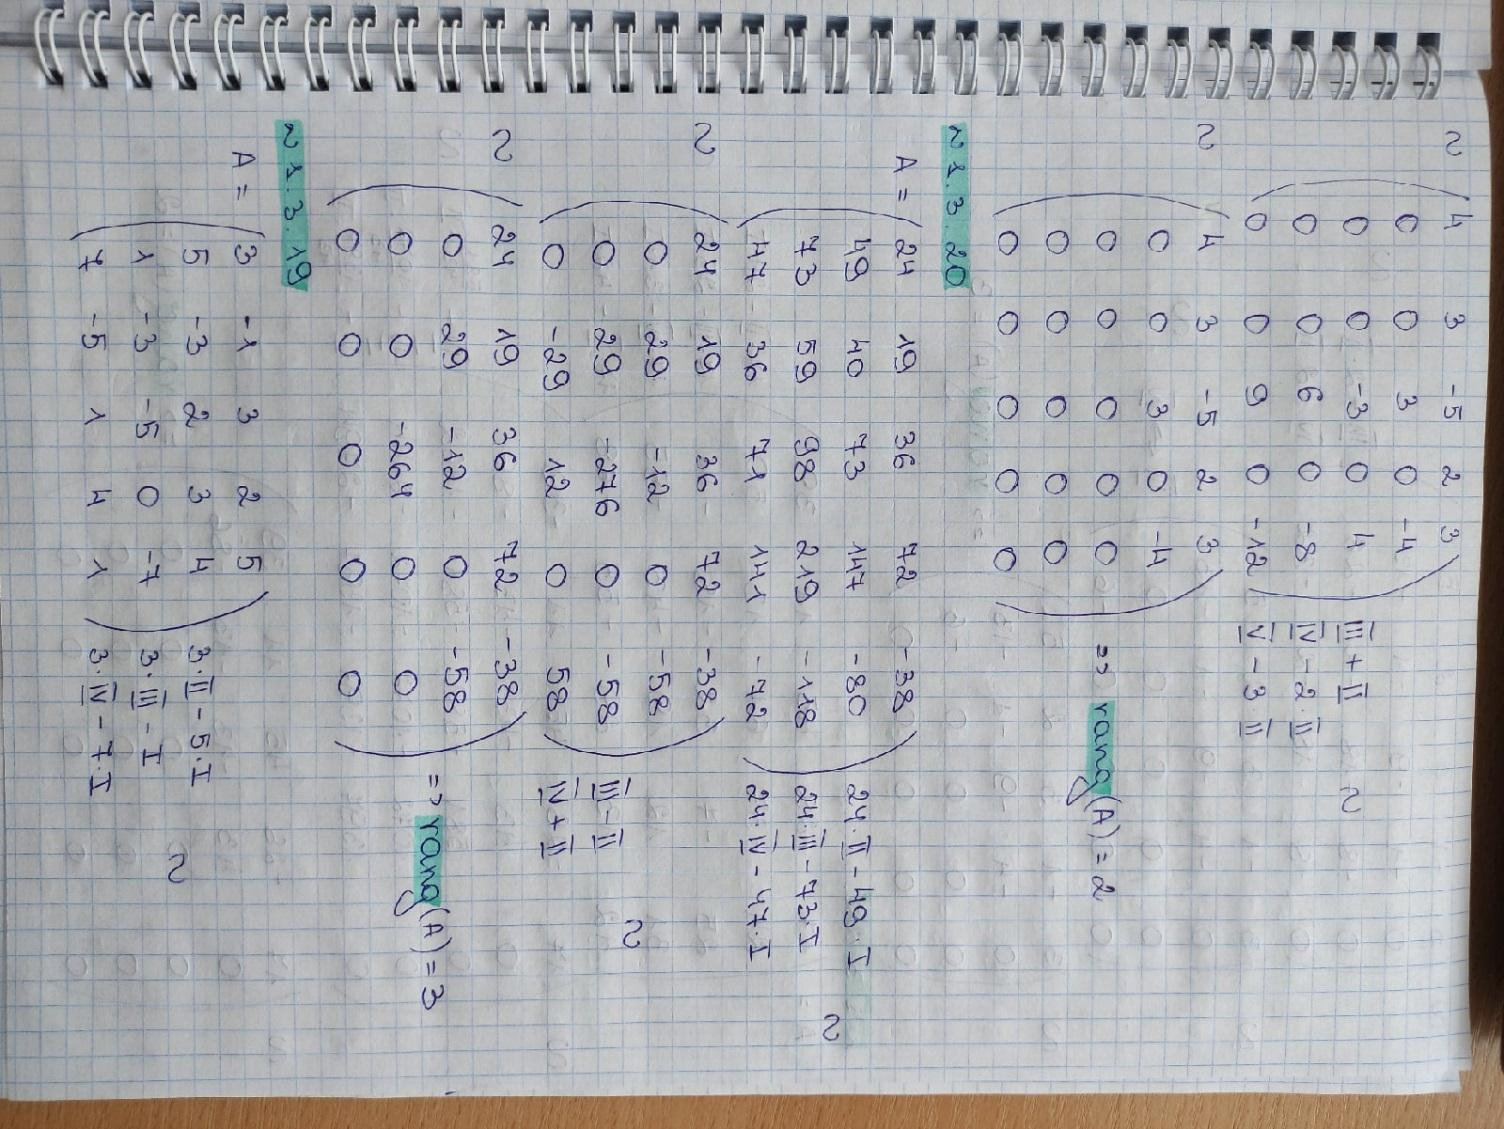 ~ ( 4 3 -5 2 3
0 0 3 0 -4
0 0 -3 0 4 III + II
0 0 6 0 -8 IV - 2·II
0 0 9 0 -12 ) V - 3 II ~
~ ( 4 3 -5 2 3
0 0 3 0 -4
0 0 0 0 0
0 0 0 0 0 => rang(A) = 2
0 0 0 0 0 )
~ 1.3.20
A = ( 24 19 36 72 -38
49 40 73 147 -80 24·II - 49·I
73 59 98 219 -118 24·III - 73·I ~
47 36 71 141 -72 ) 24·IV - 47·I
~ ( 24 19 36 72 -38
0 29 -12 0 -58
0 29 -276 0 -58 III - II ~
0 -29 12 0 58 ) IV + II
~ ( 24 19 36 72 -38
0 -29 -12 0 -58
0 0 -264 0 0 => rang(A) = 3
0 0 0 0 0 )
~ 1.3.19
A = ( 3 -1 3 2 5
5 -3 2 3 4 3·II - 5·I
1 -3 -5 0 -7 3·III - I ~
7 -5 1 4 1 ) 3·IV - 7·I